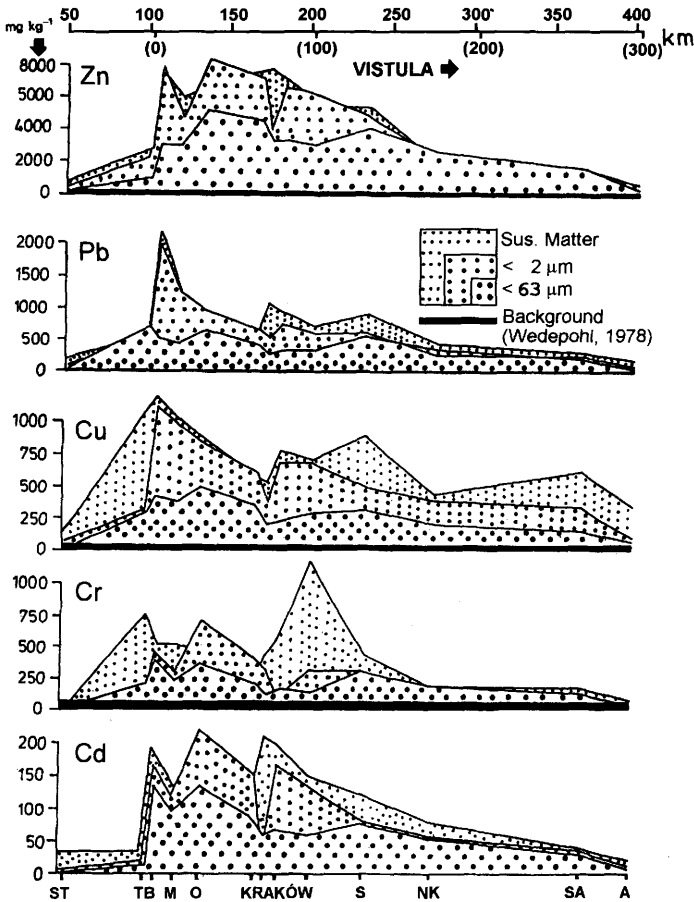 50 100 150 200 250 300 350 400
mg kg⁻¹ (0) (100) (200) (300) km
VISTULA
Zn
8000
6000
4000
2000
0
Pb
2000
1500
1000
500
0
Sus. Matter
< 2 μm
< 63 μm
Background
(Wedepohl, 1978)
Cu
1000
750
500
250
0
Cr
1000
750
500
250
0
Cd
200
150
100
50
0
ST TB M O KRAKÓW S NK SA A